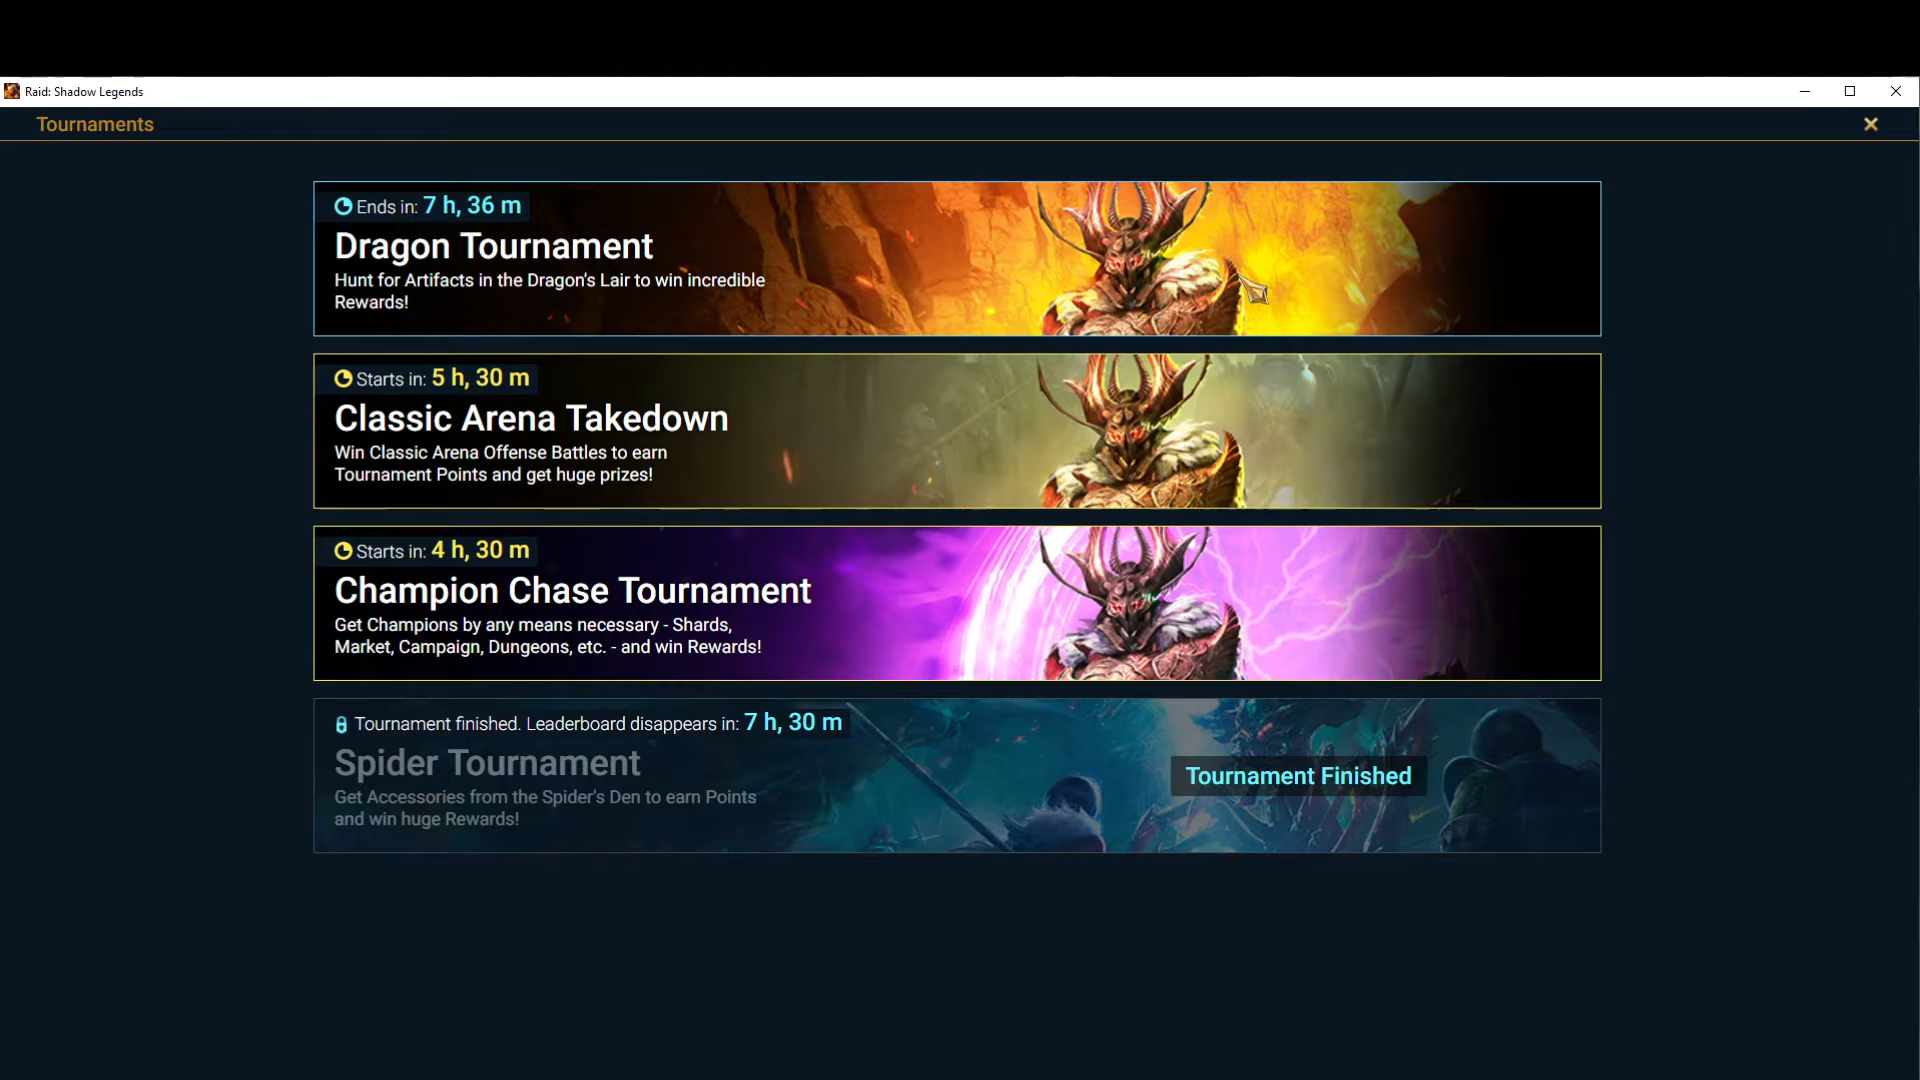 Raid: Shadow Legends
Tournaments
Ends in: 7 h, 36 m
Dragon Tournament
Hunt for Artifacts in the Dragon's Lair to win incredible
Rewards!
Starts in: 5 h, 30 m
Classic Arena Takedown
Win Classic Arena Offense Battles to earn
Tournament Points and get huge prizes!
Starts in: 4 h, 30 m
Champion Chase Tournament
Get Champions by any means necessary - Shards,
Market, Campaign, Dungeons, etc. - and win Rewards!
Tournament finished. Leaderboard disappears in: 7 h, 30 m
Spider Tournament
Get Accessories from the Spider's Den to earn Points
and win huge Rewards!
Tournament Finished